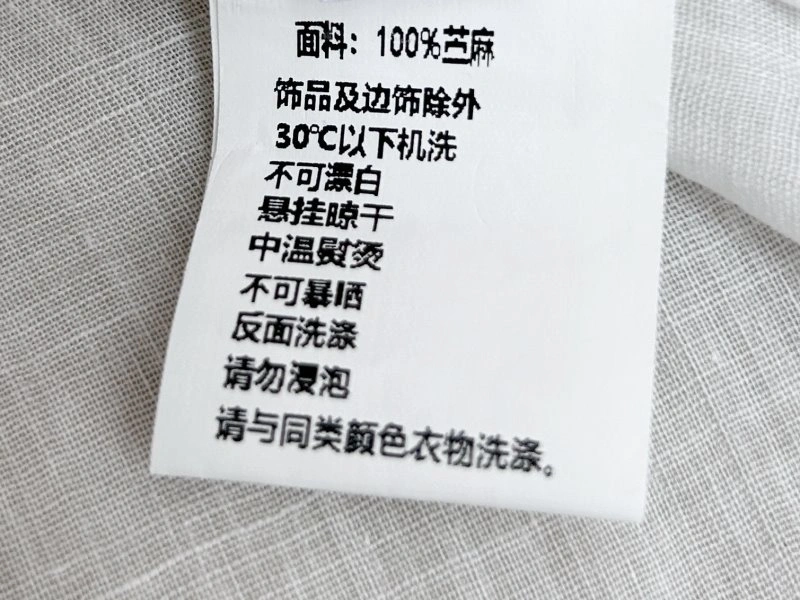 面料：100%苎麻
饰品及边饰除外
30℃以下机洗
不可漂白
悬挂晾干
中温熨烫
不可暴晒
反面洗涤
请勿浸泡
请与同类颜色衣物洗涤。